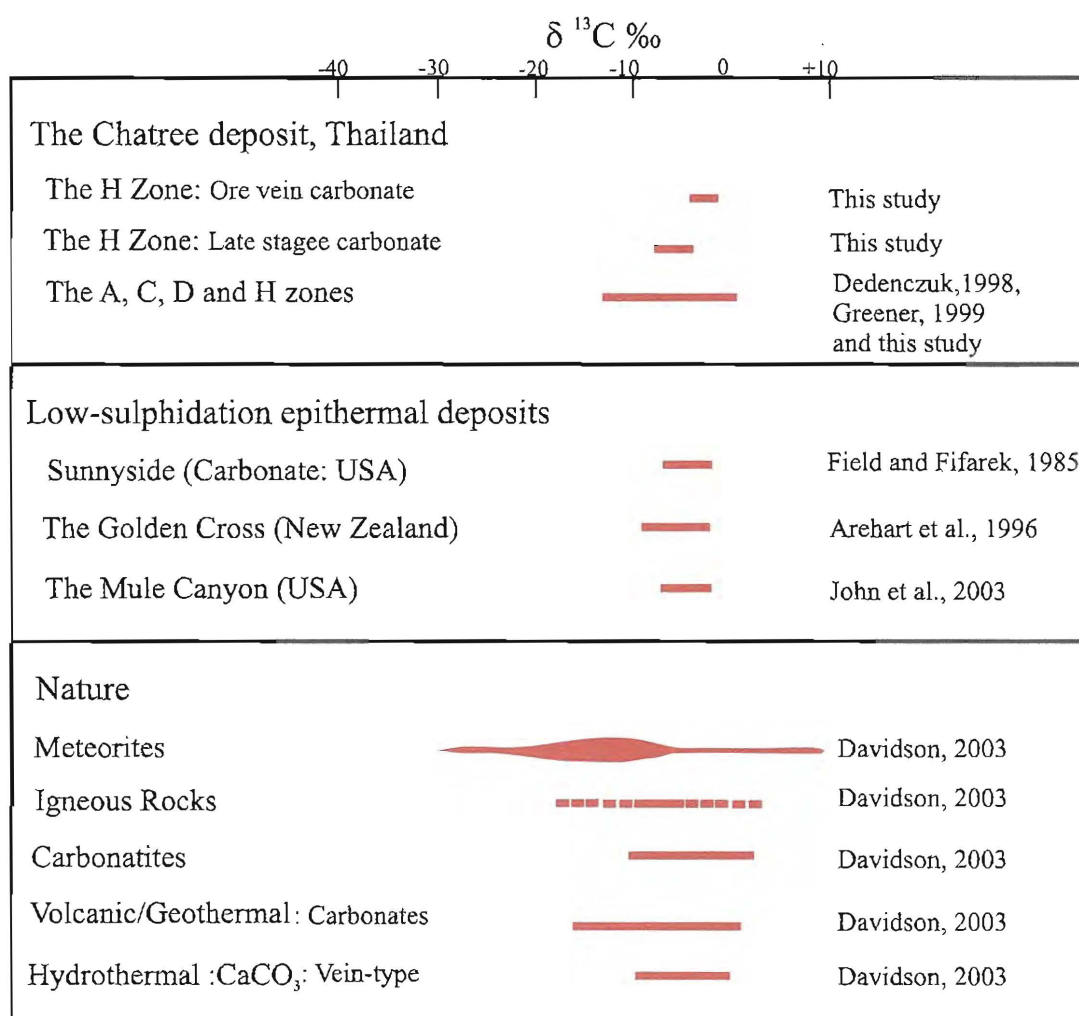 δ ¹³C ‰
-40 -30 -20 -10 0 +10
The Chatree deposit, Thailand
The H Zone: Ore vein carbonate This study
The H Zone: Late stagee carbonate This study
The A, C, D and H zones Dedenczuk,1998,
Greener, 1999
and this study
Low-sulphidation epithermal deposits
Sunnyside (Carbonate: USA) Field and Fifarek, 1985
The Golden Cross (New Zealand) Arehart et al., 1996
The Mule Canyon (USA) John et al., 2003
Nature
Meteorites Davidson, 2003
Igneous Rocks Davidson, 2003
Carbonatites Davidson, 2003
Volcanic/Geothermal: Carbonates Davidson, 2003
Hydrothermal :CaCO₃: Vein-type Davidson, 2003